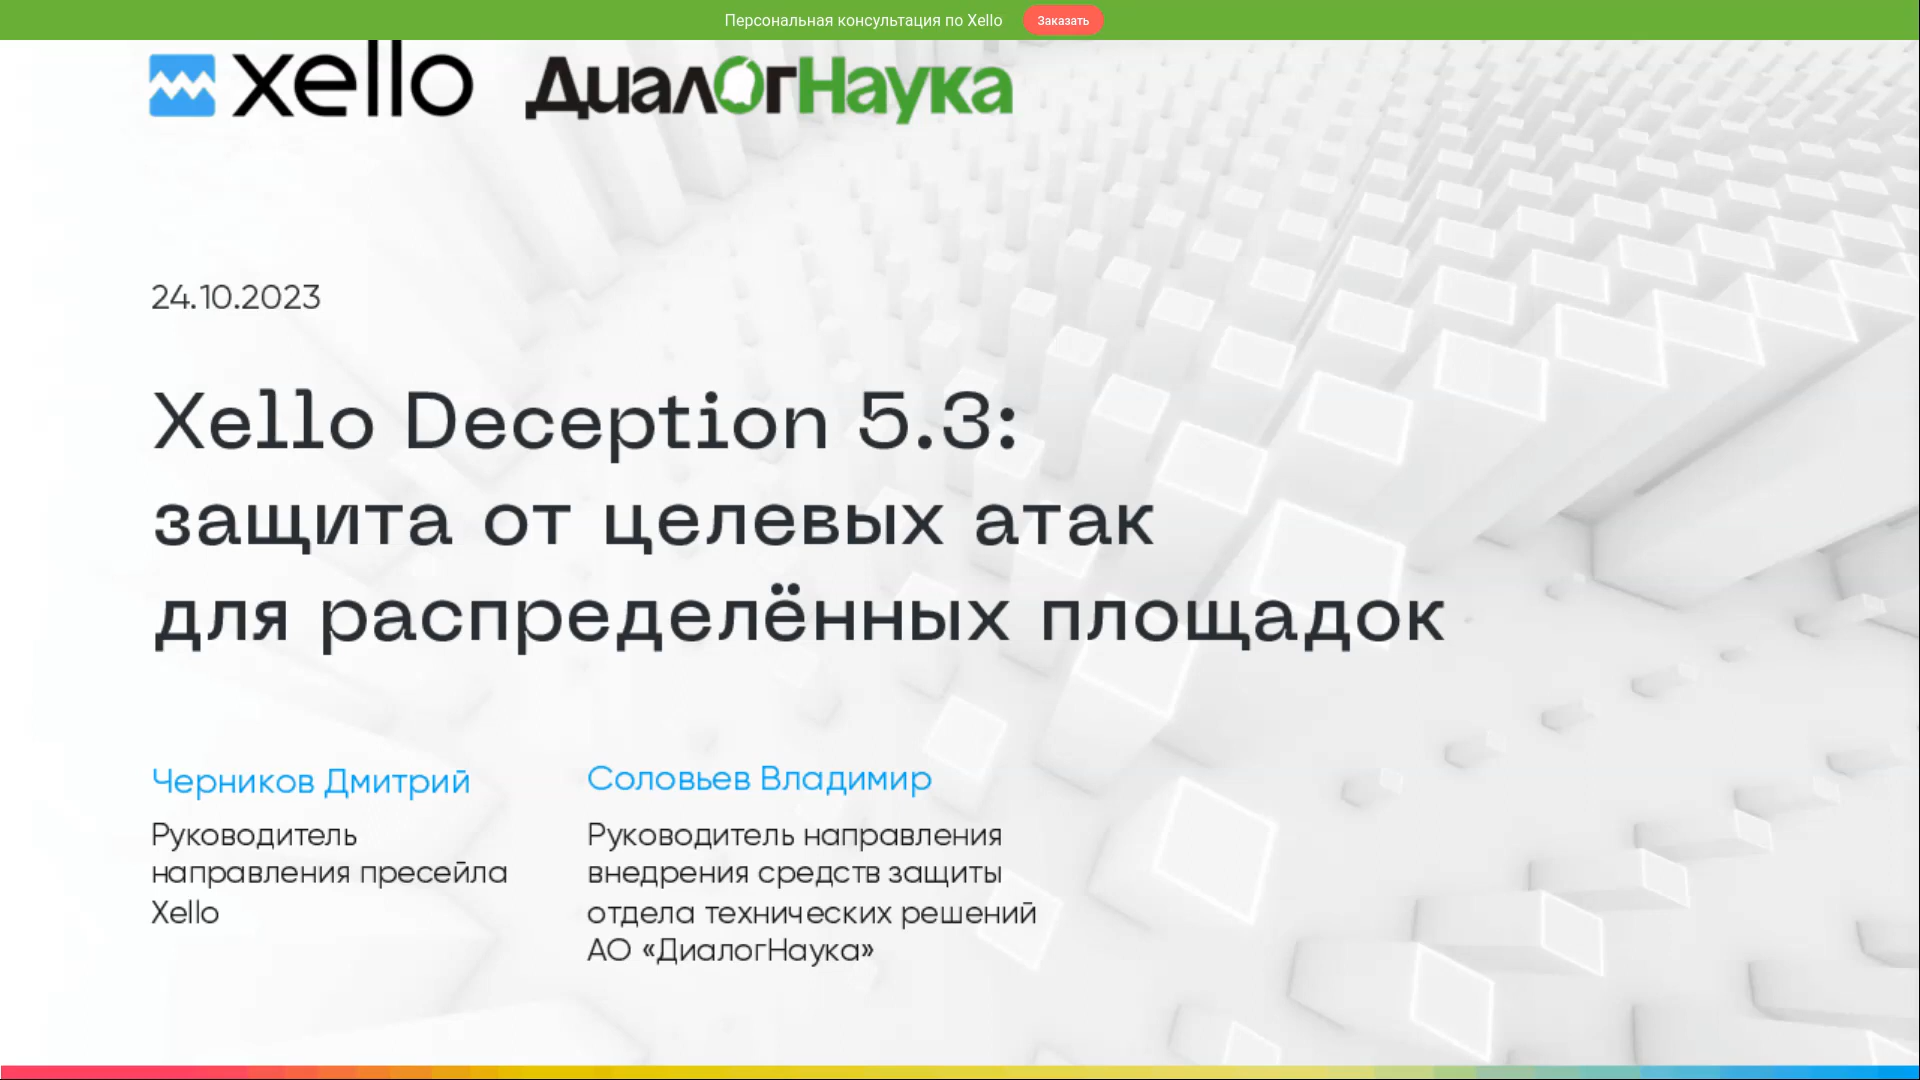 Персональная консультация по Xello
Заказать
xello
ДиалогНаука
24.10.2023
Xello Deception 5.3:
защита от целевых атак
для распределённых площадок
Черников Дмитрий
Руководитель
направления пресейла
Xello
Соловьев Владимир
Руководитель направления
внедрения средств защиты
отдела технических решений
АО «ДиалогНаука»